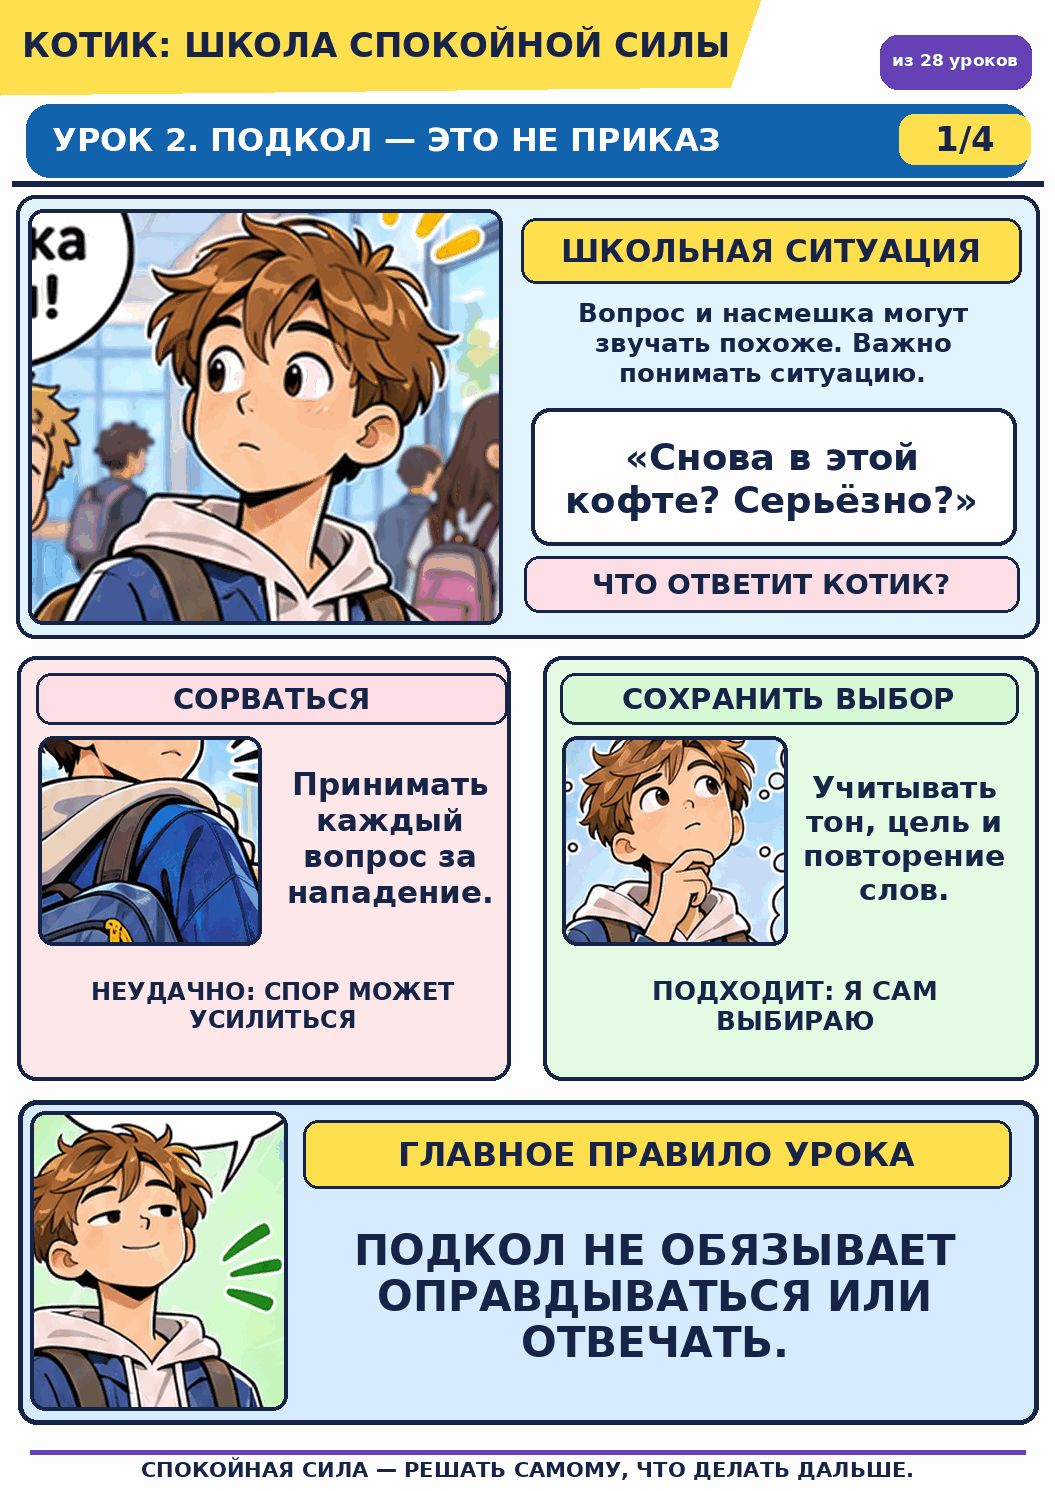 КОТИК: ШКОЛА СПОКОЙНОЙ СИЛЫ
из 28 уроков
УРОК 2. ПОДКОЛ — ЭТО НЕ ПРИКАЗ
1/4
ка
!
ШКОЛЬНАЯ СИТУАЦИЯ
Вопрос и насмешка могут
звучать похоже. Важно
понимать ситуацию.
«Снова в этой
кофте? Серьёзно?»
ЧТО ОТВЕТИТ КОТИК?
СОРВАТЬСЯ
Принимать
каждый
вопрос за
нападение.
НЕУДАЧНО: СПОР МОЖЕТ
УСИЛИТЬСЯ
СОХРАНИТЬ ВЫБОР
Учитывать
тон, цель и
повторение
слов.
ПОДХОДИТ: Я САМ
ВЫБИРАЮ
ГЛАВНОЕ ПРАВИЛО УРОКА
ПОДКОЛ НЕ ОБЯЗЫВАЕТ
ОПРАВДЫВАТЬСЯ ИЛИ
ОТВЕЧАТЬ.
СПОКОЙНАЯ СИЛА — РЕШАТЬ САМОМУ, ЧТО ДЕЛАТЬ ДАЛЬШЕ.